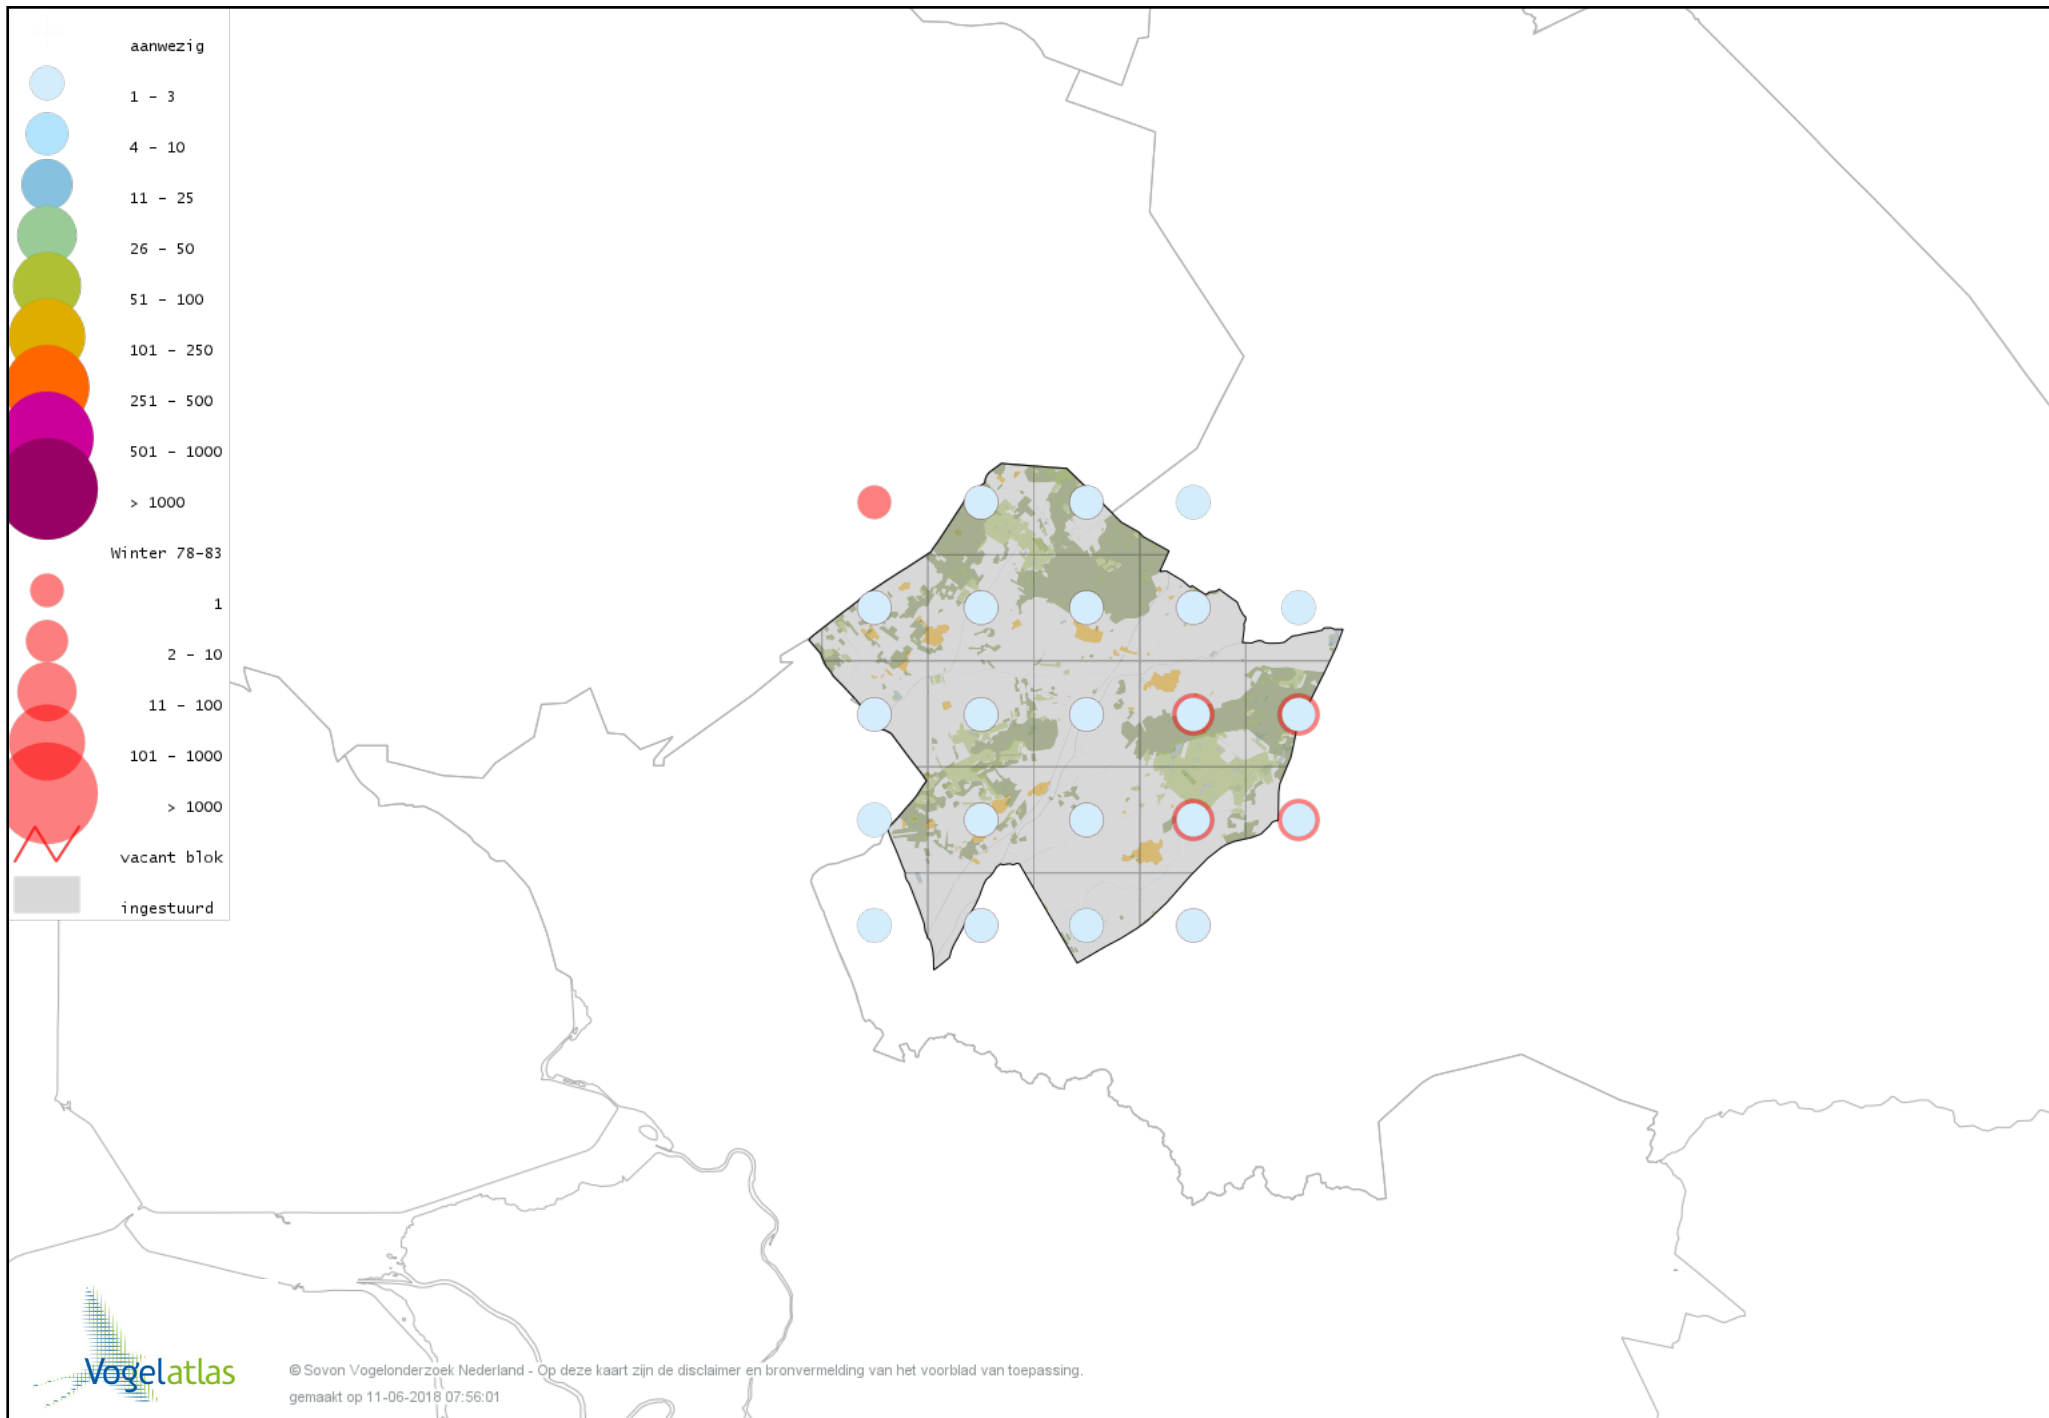 aanwezig
1 - 3
4 - 10
11 - 25
26 - 50
51 - 100
101 - 250
251 - 500
501 - 1000
> 1000
Winter 78-83
1
2 - 10
11 - 100
101 - 1000
> 1000
vacant blok
ingestuurd
Vogelatlas
© Sovon Vogelonderzoek Nederland - Op deze kaart zijn de disclaimer en bronvermelding van het voorblad van toepassing.
gemaakt op 11-06-2018 07:56:01